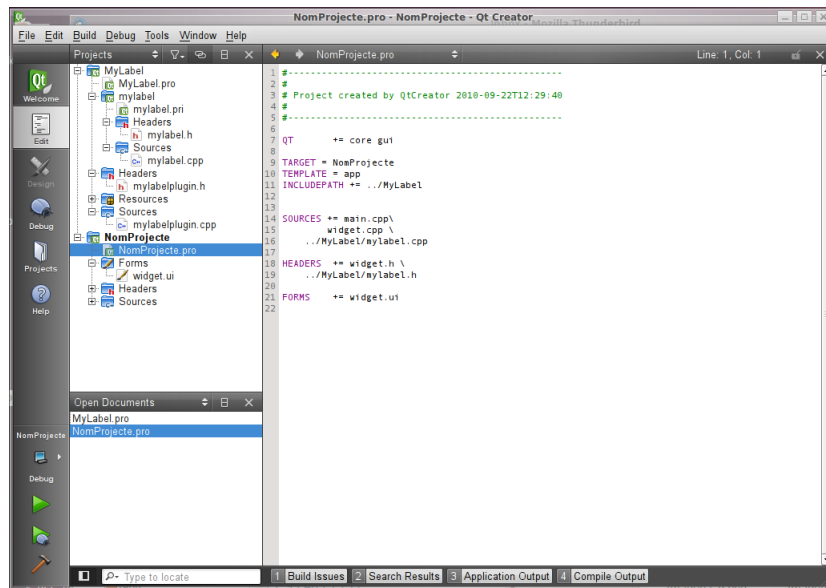 NomProjecte.pro - NomProjecte - Qt Creator
Mozilla Thunderbird
File Edit Build Debug Tools Window Help
Projects
NomProjecte.pro
Line: 1, Col: 1
Qt
Welcome
Edit
Design
Debug
Projects
Help
MyLabel
MyLabel.pro
mylabel
mylabel.pri
Headers
mylabel.h
Sources
mylabel.cpp
Headers
mylabelplugin.h
Resources
Sources
mylabelplugin.cpp
NomProjecte
NomProjecte.pro
Forms
widget.ui
Headers
Sources
1 #-------------------------------------------------
2 #
3 # Project created by QtCreator 2010-09-22T12:29:40
4 #
5 #-------------------------------------------------
6
7 QT       += core gui
8
9 TARGET = NomProjecte
10 TEMPLATE = app
11 INCLUDEPATH += ../MyLabel
12
13
14 SOURCES += main.cpp\
15         widget.cpp \
16     ../MyLabel/mylabel.cpp
17
18 HEADERS  += widget.h \
19     ../MyLabel/mylabel.h
20
21 FORMS    += widget.ui
22
Open Documents
MyLabel.pro
NomProjecte.pro
NomProjecte
Debug
Type to locate
1 Build Issues 2 Search Results 3 Application Output 4 Compile Output